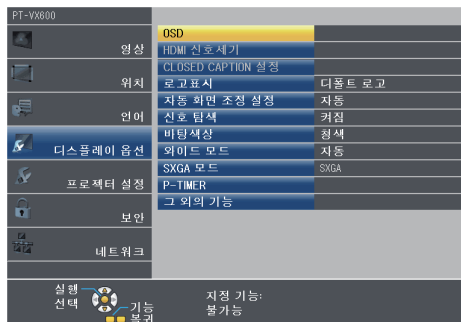 PT-VX600
영상
위치
언어
디스플레이 옵션
프로젝터 설정
보안
네트워크
OSD
HDMI 신호세기
CLOSED CAPTION 설정
로고표시 디폴트 로고
자동 화면 조정 설정 자동
신호 탐색 켜짐
바탕색상 청색
와이드 모드 자동
SXGA 모드 SXGA
P-TIMER
그 외의 기능
실행
선택
기능
복귀
지정 기능:
불가능